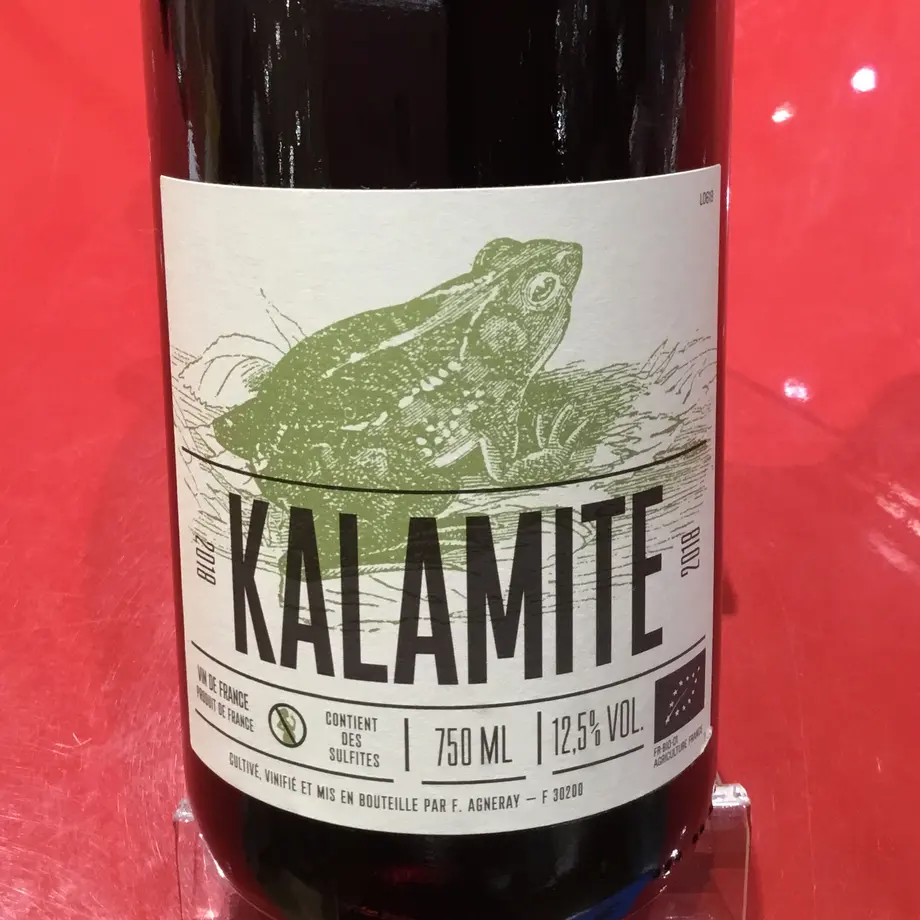 L0619
KALAMITE
2018
2018
VIN DE FRANCE
PRODUIT DE FRANCE
CONTIENT
DES
SULFITES
750 ML
12,5% VOL.
FR-BIO-01
AGRICULTURE FRANCE
CULTIVÉ, VINIFIÉ ET MIS EN BOUTEILLE PAR F. AGNERAY – F 30200